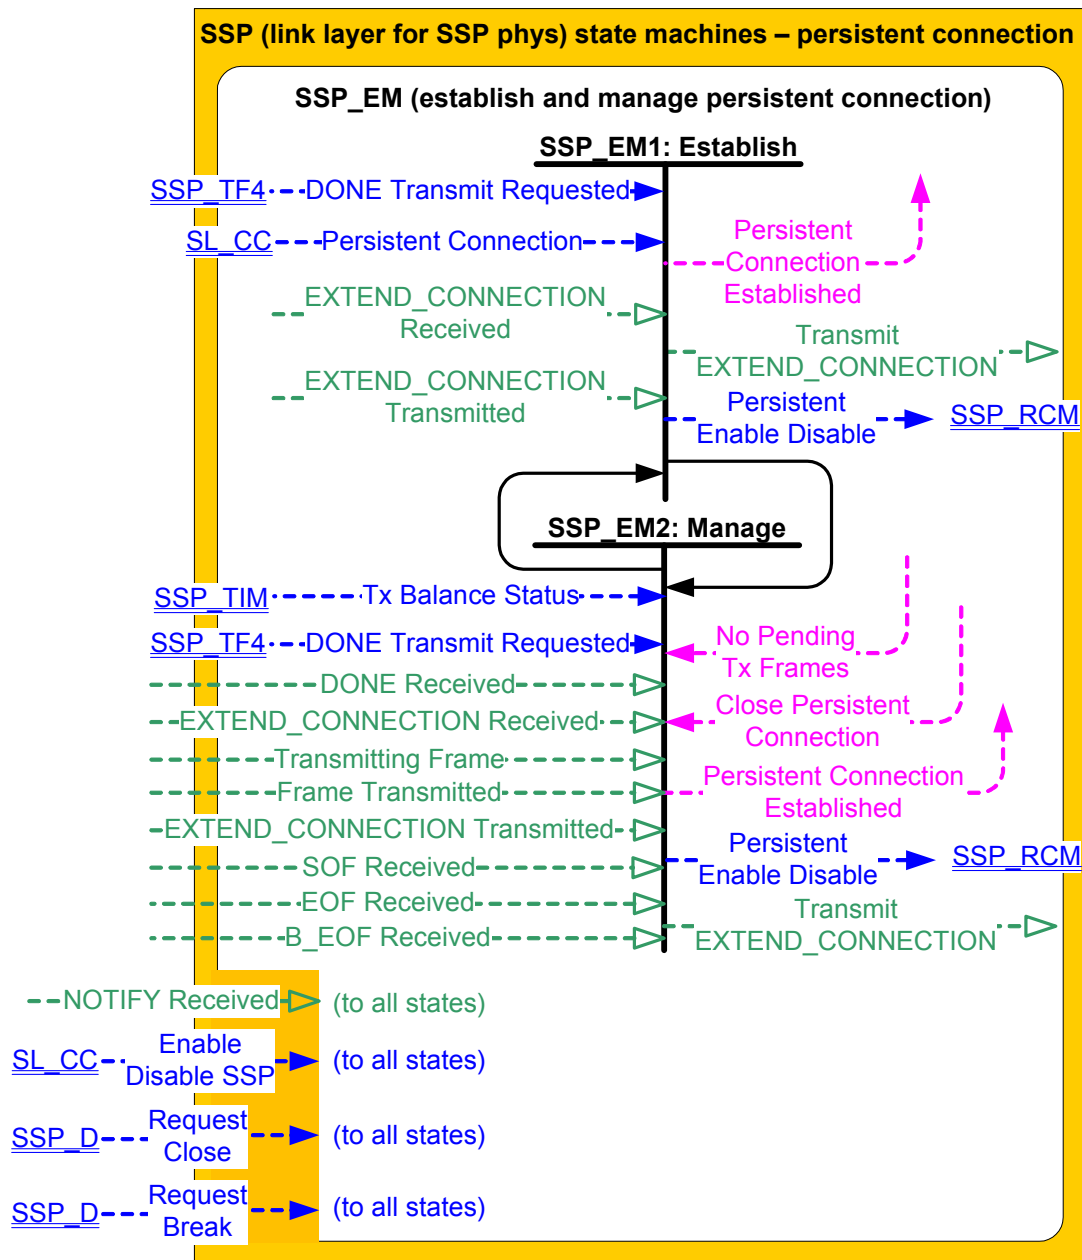 SSP (link layer for SSP phys) state machines – persistent connection
SSP_EM (establish and manage persistent connection)
SSP_EM1: Establish
SSP_TF4
DONE Transmit Requested
SL_CC
Persistent Connection
Persistent
Connection
Established
EXTEND_CONNECTION
Received
Transmit
EXTEND_CONNECTION
EXTEND_CONNECTION
Transmitted
Persistent
Enable Disable
SSP_RCM
SSP_EM2: Manage
SSP_TIM
Tx Balance Status
SSP_TF4
DONE Transmit Requested
No Pending
Tx Frames
DONE Received
EXTEND_CONNECTION Received
Close Persistent
Connection
Transmitting Frame
Frame Transmitted
Persistent Connection
Established
EXTEND_CONNECTION Transmitted
Persistent
Enable Disable
SSP_RCM
SOF Received
EOF Received
Transmit
EXTEND_CONNECTION
B_EOF Received
NOTIFY Received
(to all states)
SL_CC
Enable
Disable SSP
(to all states)
SSP_D
Request
Close
(to all states)
SSP_D
Request
Break
(to all states)